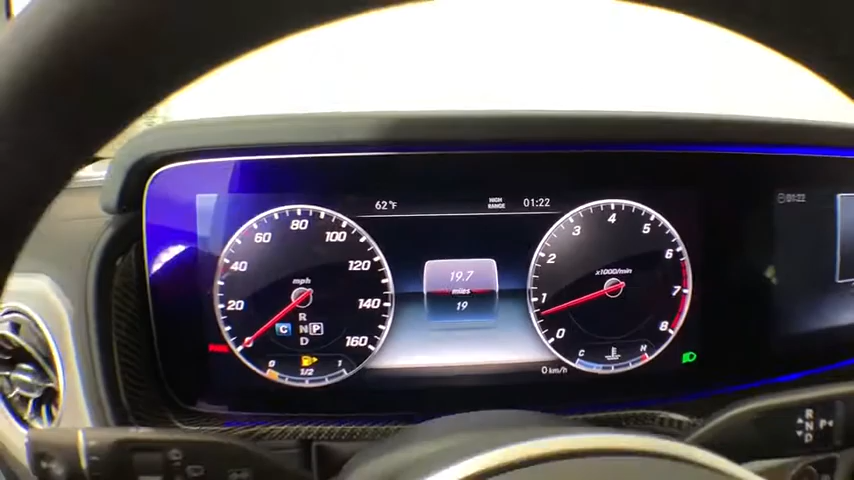 62°F
HIGH RANGE
01:22
01:22
0
20
40
60
80
100
120
140
160
mph
R
C N P
D
0 1/2 1
19.7
miles
19
0
1
2
3
4
5
6
7
8
x1000/min
C H
0 km/h
R
N P
D